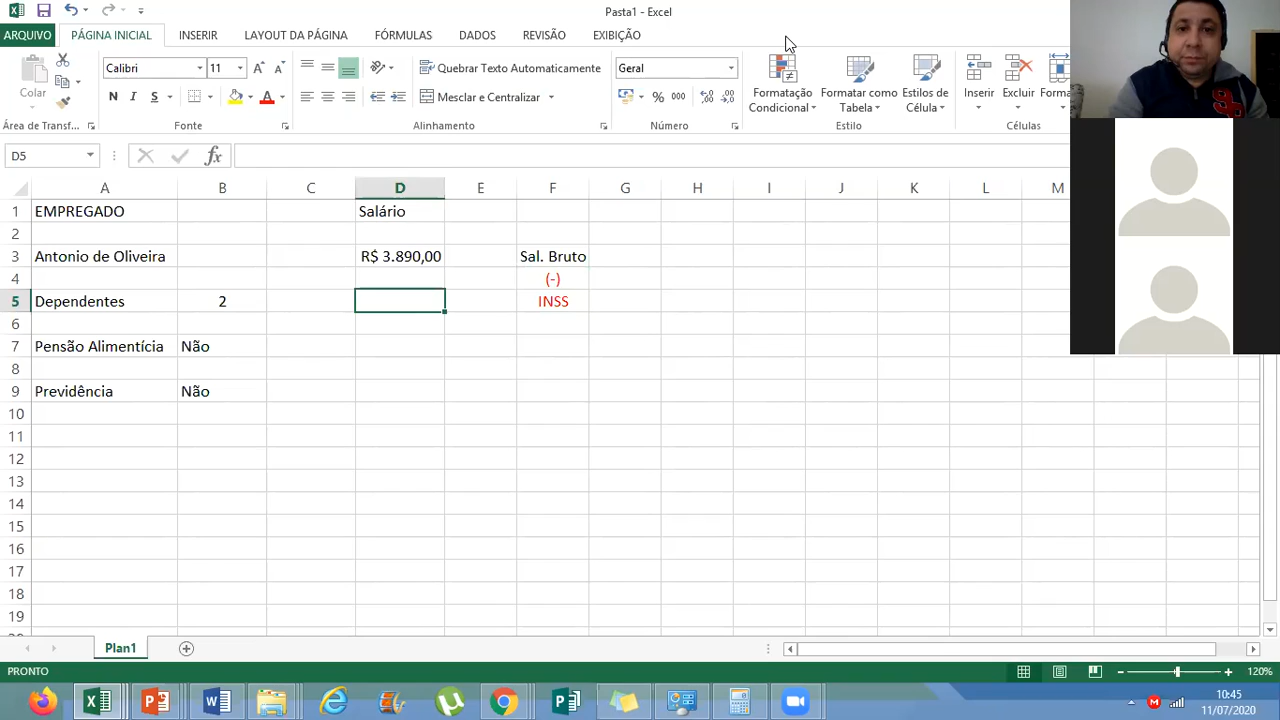 Pasta1 - Excel
ARQUIVO PÁGINA INICIAL INSERIR LAYOUT DA PÁGINA FÓRMULAS DADOS REVISÃO EXIBIÇÃO
Calibri 11 Quebrar Texto Automaticamente Geral
Colar N I S A Mesclar e Centralizar % 000 Formatação Condicional Formatar como Tabela Estilos de Célula Inserir Excluir Forma
Área de Transf... Fonte Alinhamento Número Estilo Células
D5 fx
A B C D E F G H I J K L M
1 EMPREGADO Salário
2
3 Antonio de Oliveira R$ 3.890,00 Sal. Bruto
4 (-)
5 Dependentes 2 INSS
6
7 Pensão Alimentícia Não
8
9 Previdência Não
10
11
12
13
14
15
16
17
18
19
Plan1
PRONTO 120%
10:45
11/07/2020